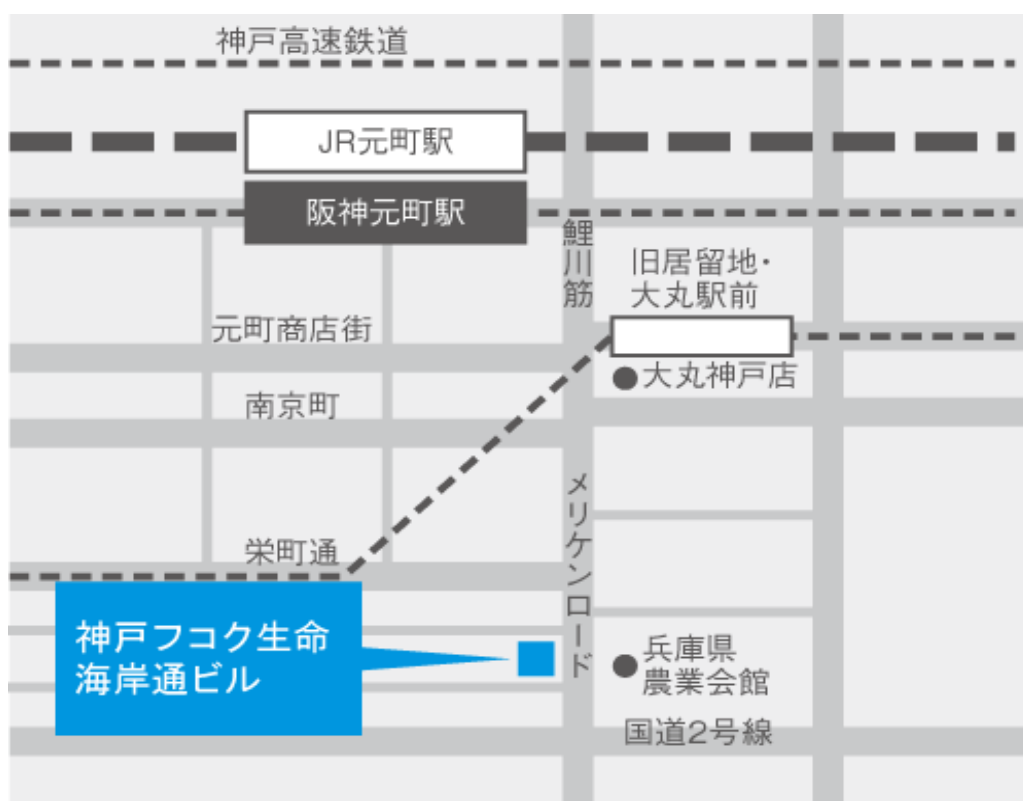 神戸高速鉄道
JR元町駅
阪神元町駅
鯉川筋
旧居留地・
大丸駅前
元町商店街
大丸神戸店
南京町
メリケンロード
栄町通
神戸フコク生命
海岸通ビル
兵庫県
農業会館
国道2号線